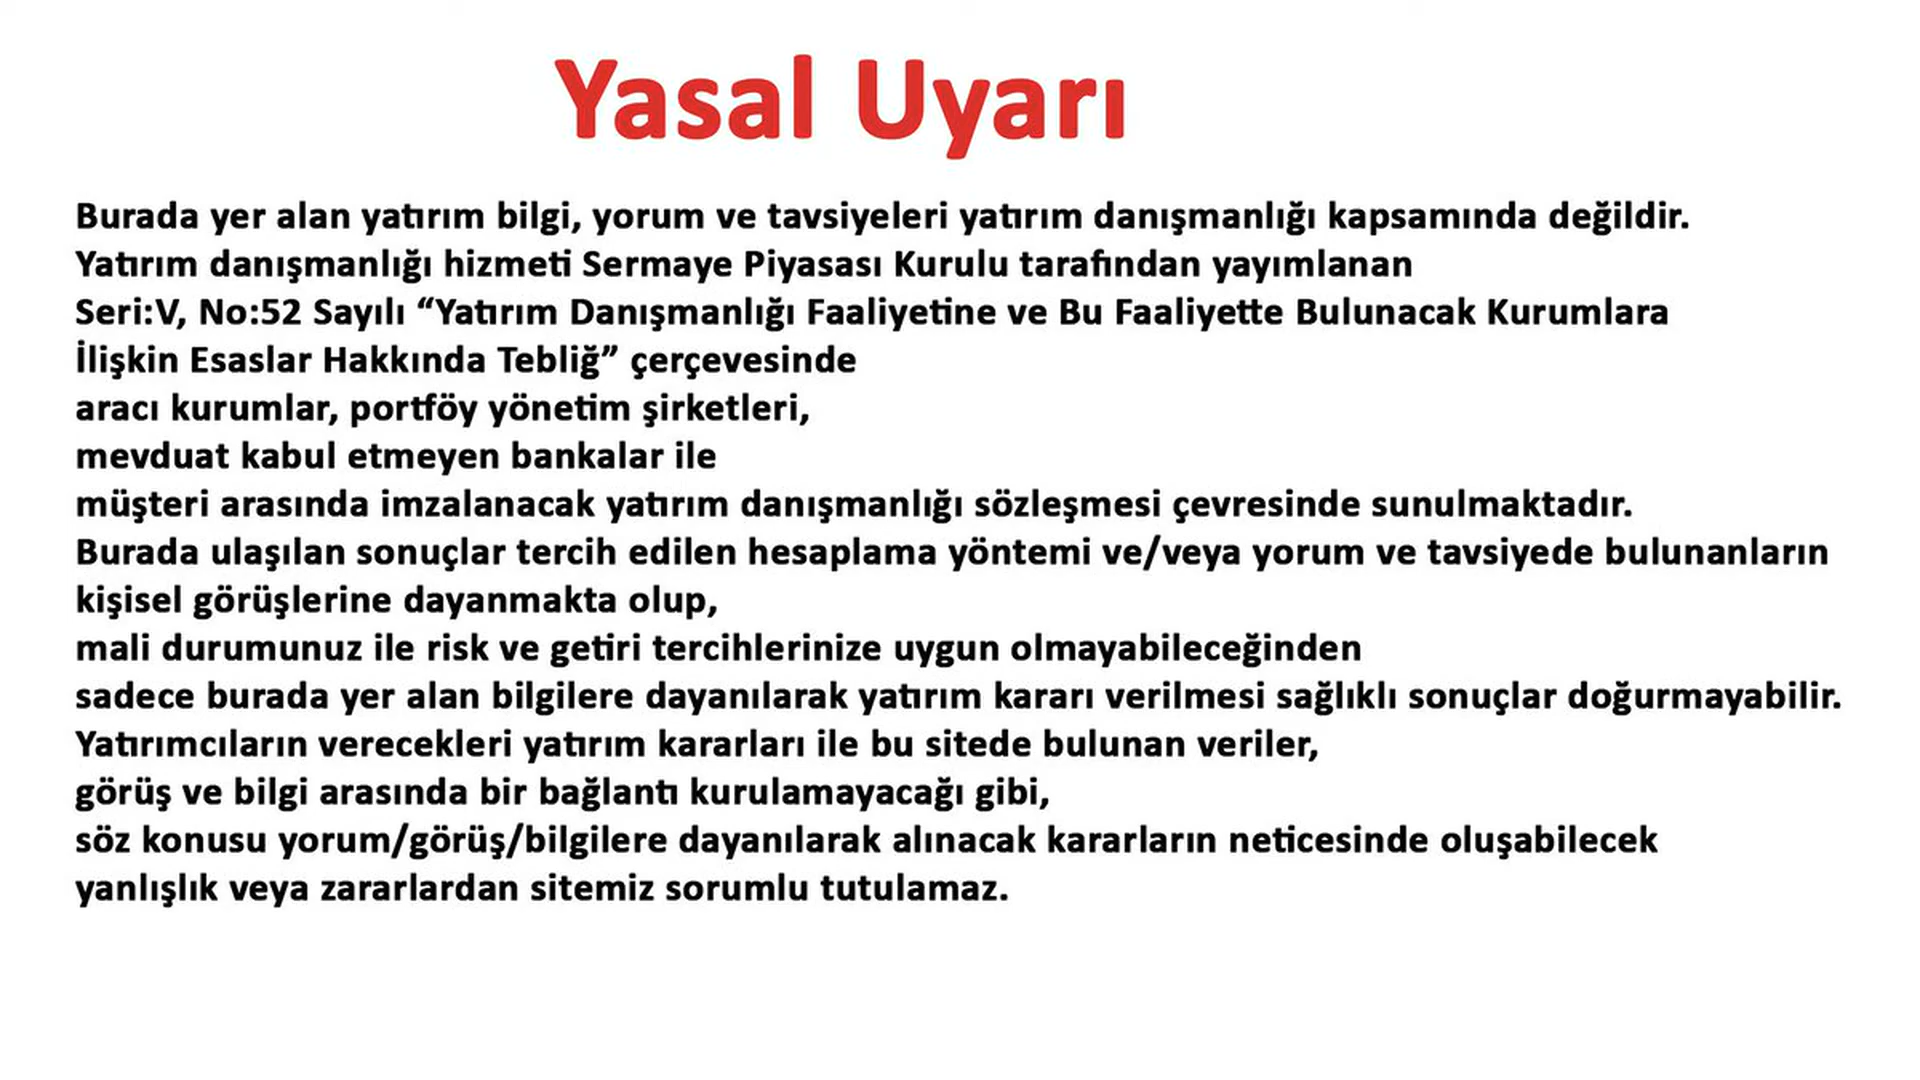 Yasal Uyarı
Burada yer alan yatırım bilgi, yorum ve tavsiyeleri yatırım danışmanlığı kapsamında değildir.
Yatırım danışmanlığı hizmeti Sermaye Piyasası Kurulu tarafından yayımlanan
Seri:V, No:52 Sayılı “Yatırım Danışmanlığı Faaliyetine ve Bu Faaliyette Bulunacak Kurumlara
İlişkin Esaslar Hakkında Tebliğ” çerçevesinde
aracı kurumlar, portföy yönetim şirketleri,
mevduat kabul etmeyen bankalar ile
müşteri arasında imzalanacak yatırım danışmanlığı sözleşmesi çevresinde sunulmaktadır.
Burada ulaşılan sonuçlar tercih edilen hesaplama yöntemi ve/veya yorum ve tavsiyede bulunanların
kişisel görüşlerine dayanmakta olup,
mali durumunuz ile risk ve getiri tercihlerinize uygun olmayabileceğinden
sadece burada yer alan bilgilere dayanılarak yatırım kararı verilmesi sağlıklı sonuçlar doğurmayabilir.
Yatırımcıların verecekleri yatırım kararları ile bu sitede bulunan veriler,
görüş ve bilgi arasında bir bağlantı kurulamayacağı gibi,
söz konusu yorum/görüş/bilgilere dayanılarak alınacak kararların neticesinde oluşabilecek
yanlışlık veya zararlardan sitemiz sorumlu tutulamaz.